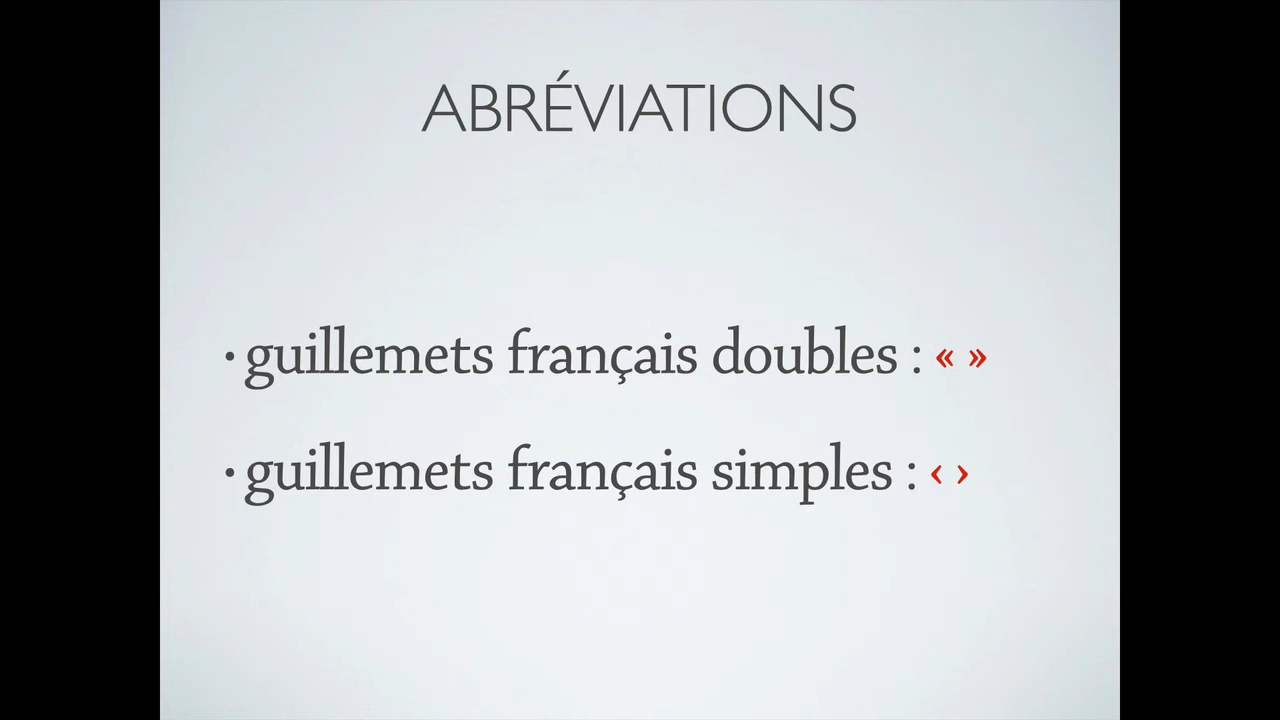 ABRÉVIATIONS
• guillemets français doubles : « »
• guillemets français simples : ‹ ›